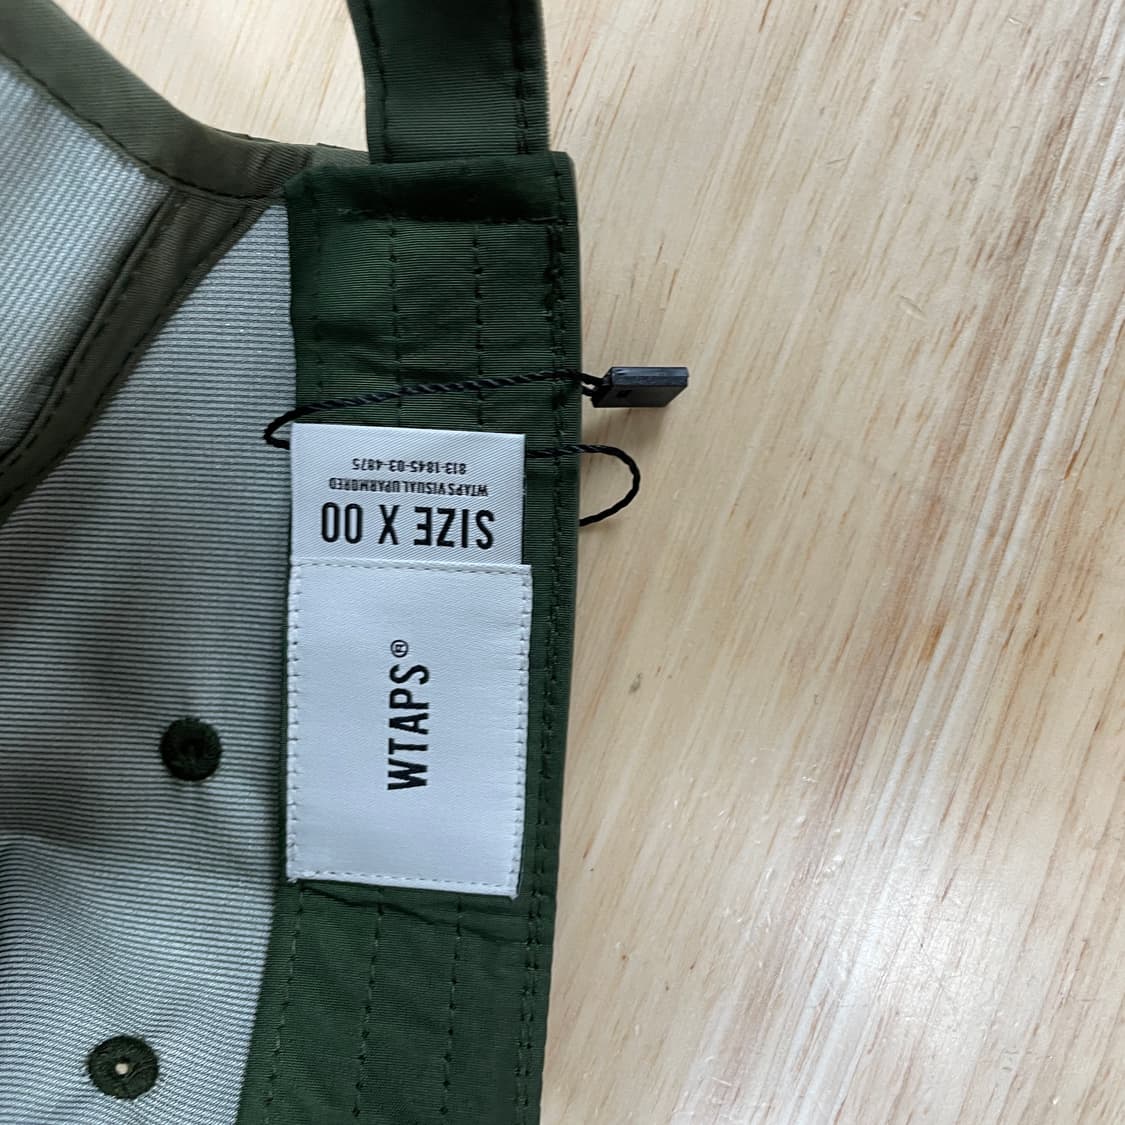 WTAPS®
SIZE X 00
WTAPS VISUAL UPARMORED
813-1845-03-4875